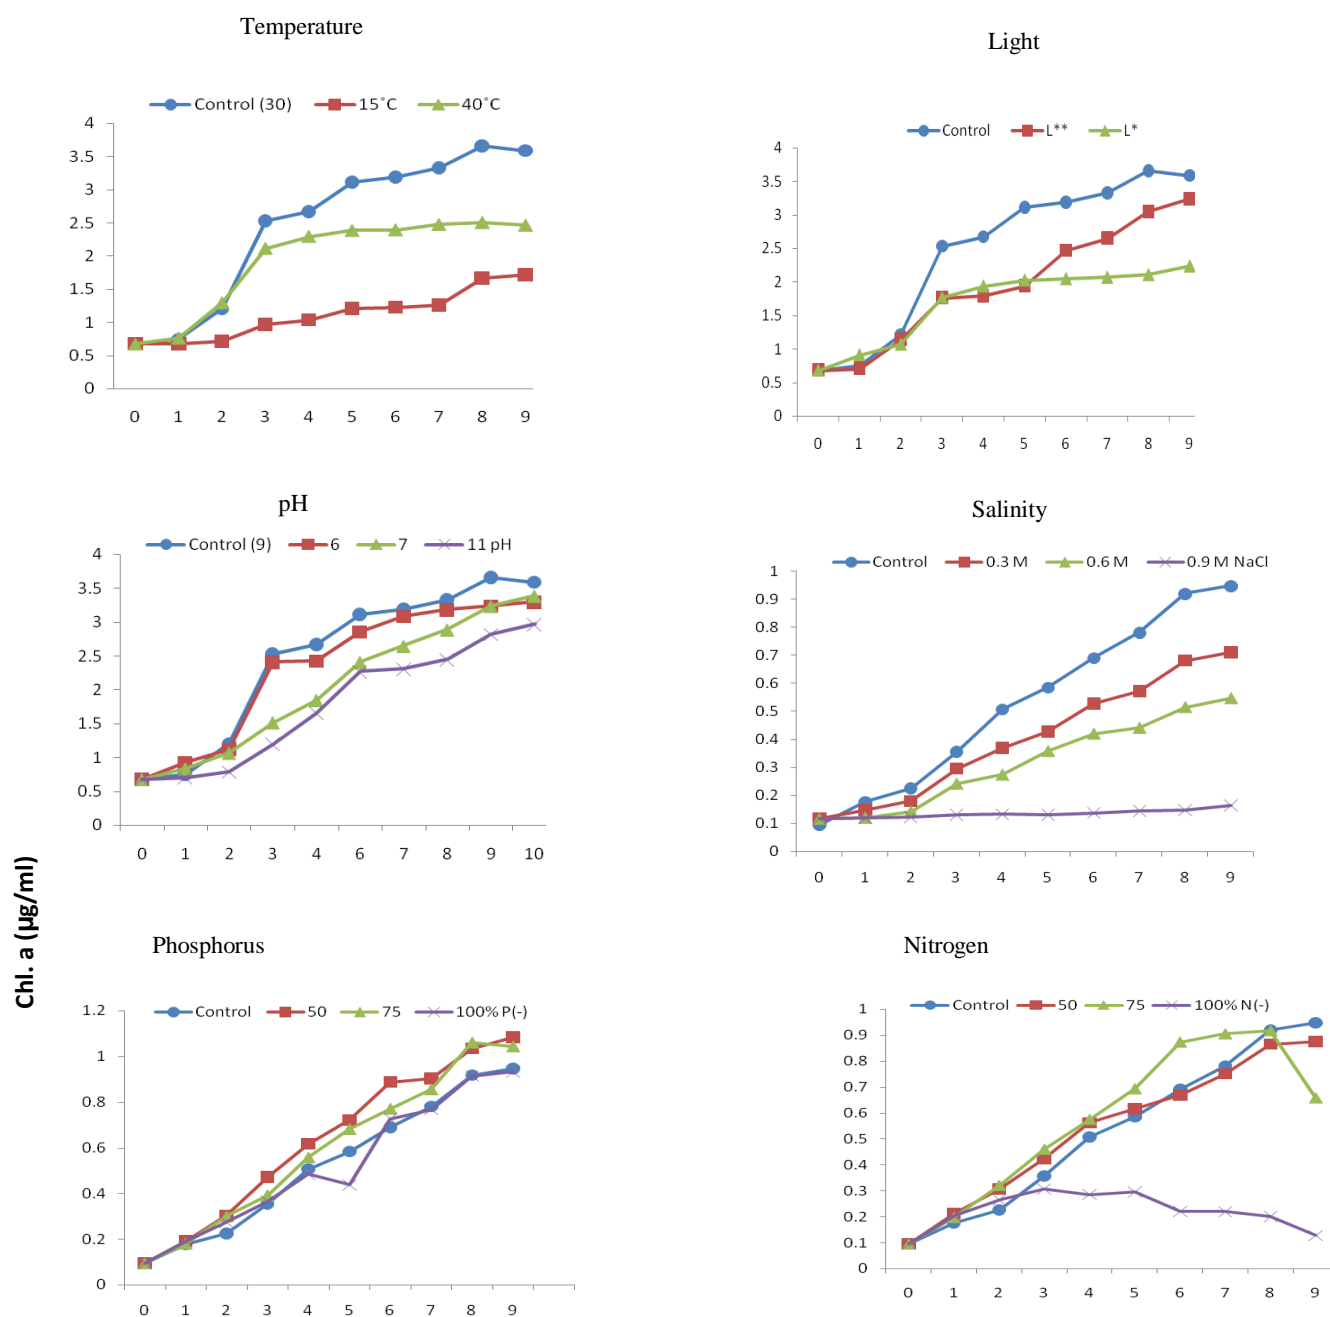 Temperature
Control (30) 15˚C 40˚C
4
3.5
3
2.5
2
1.5
1
0.5
0
0 1 2 3 4 5 6 7 8 9
Light
Control L** L*
4
3.5
3
2.5
2
1.5
1
0.5
0
0 1 2 3 4 5 6 7 8 9
pH
Control (9) 6 7 11 pH
4
3.5
3
2.5
2
1.5
1
0.5
0
0 1 2 3 4 6 7 8 9 10
Salinity
Control 0.3 M 0.6 M 0.9 M NaCl
1
0.9
0.8
0.7
0.6
0.5
0.4
0.3
0.2
0.1
0
0 1 2 3 4 5 6 7 8 9
Chl. a (µg/ml)
Phosphorus
Control 50 75 100% P(-)
1.2
1
0.8
0.6
0.4
0.2
0
0 1 2 3 4 5 6 7 8 9
Nitrogen
Control 50 75 100% N(-)
1
0.9
0.8
0.7
0.6
0.5
0.4
0.3
0.2
0.1
0
0 1 2 3 4 5 6 7 8 9